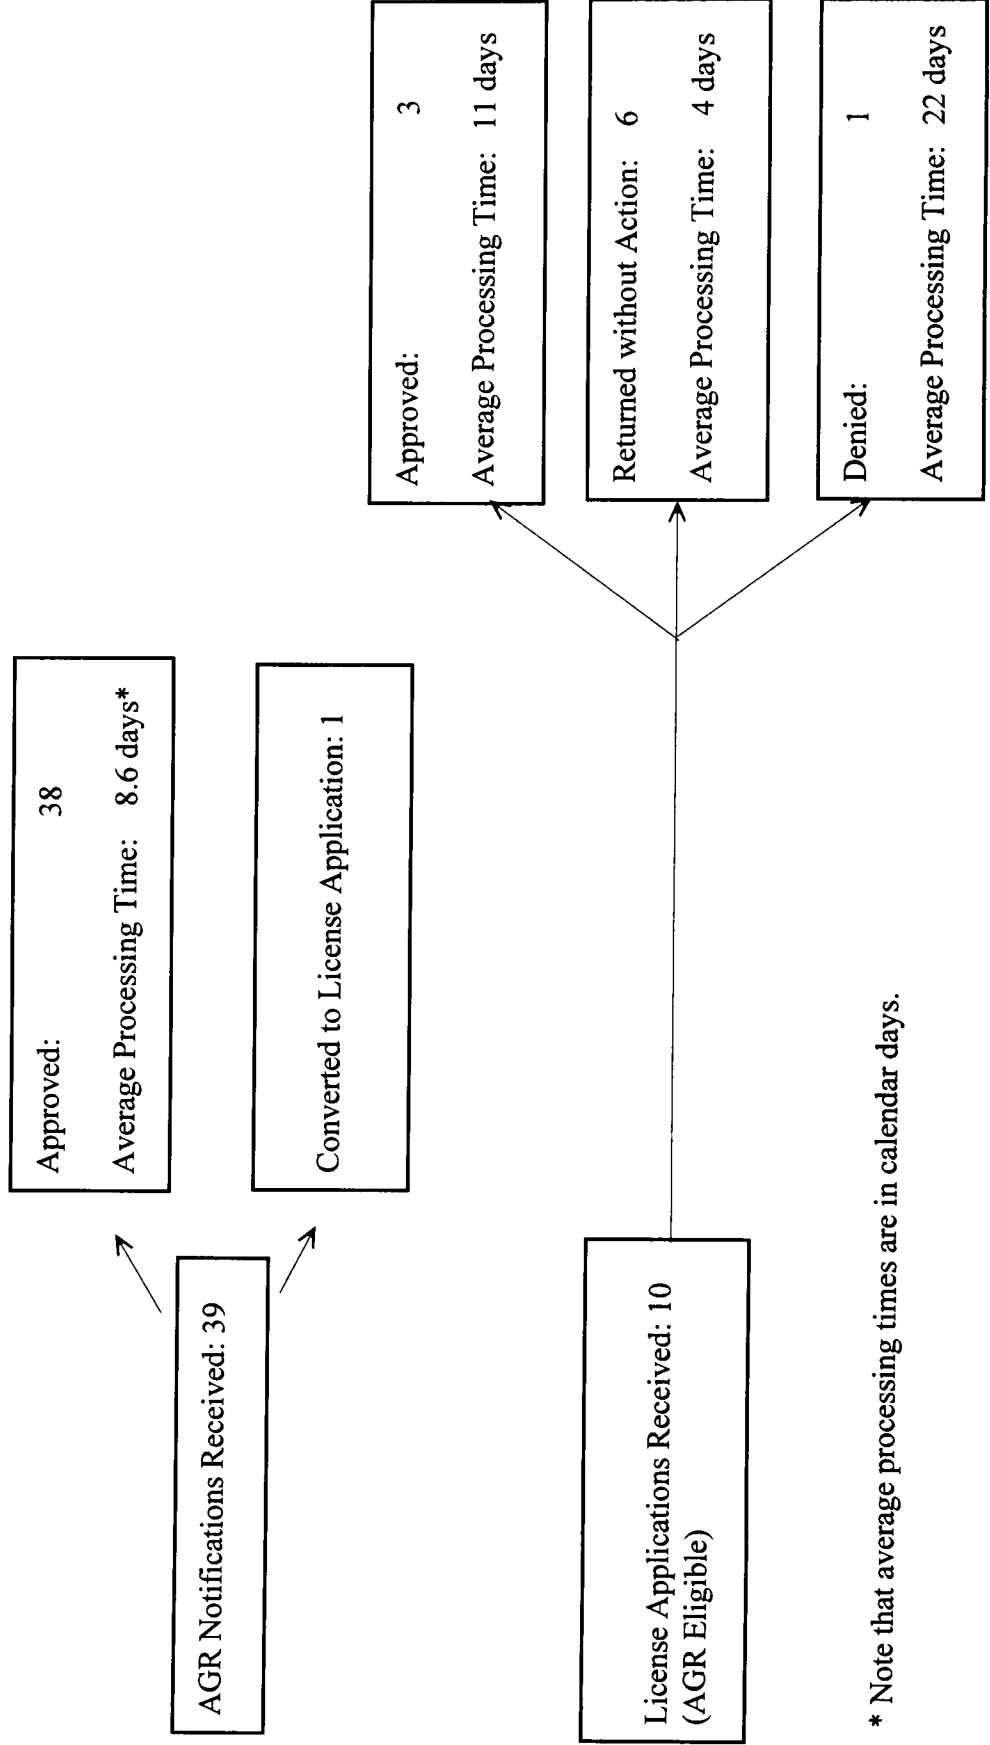 Approved: 38
Average Processing Time: 8.6 days*
AGR Notifications Received: 39
Converted to License Application: 1
Approved: 3
Average Processing Time: 11 days
License Applications Received: 10
(AGR Eligible)
Returned without Action: 6
Average Processing Time: 4 days
Denied: 1
Average Processing Time: 22 days
* Note that average processing times are in calendar days.